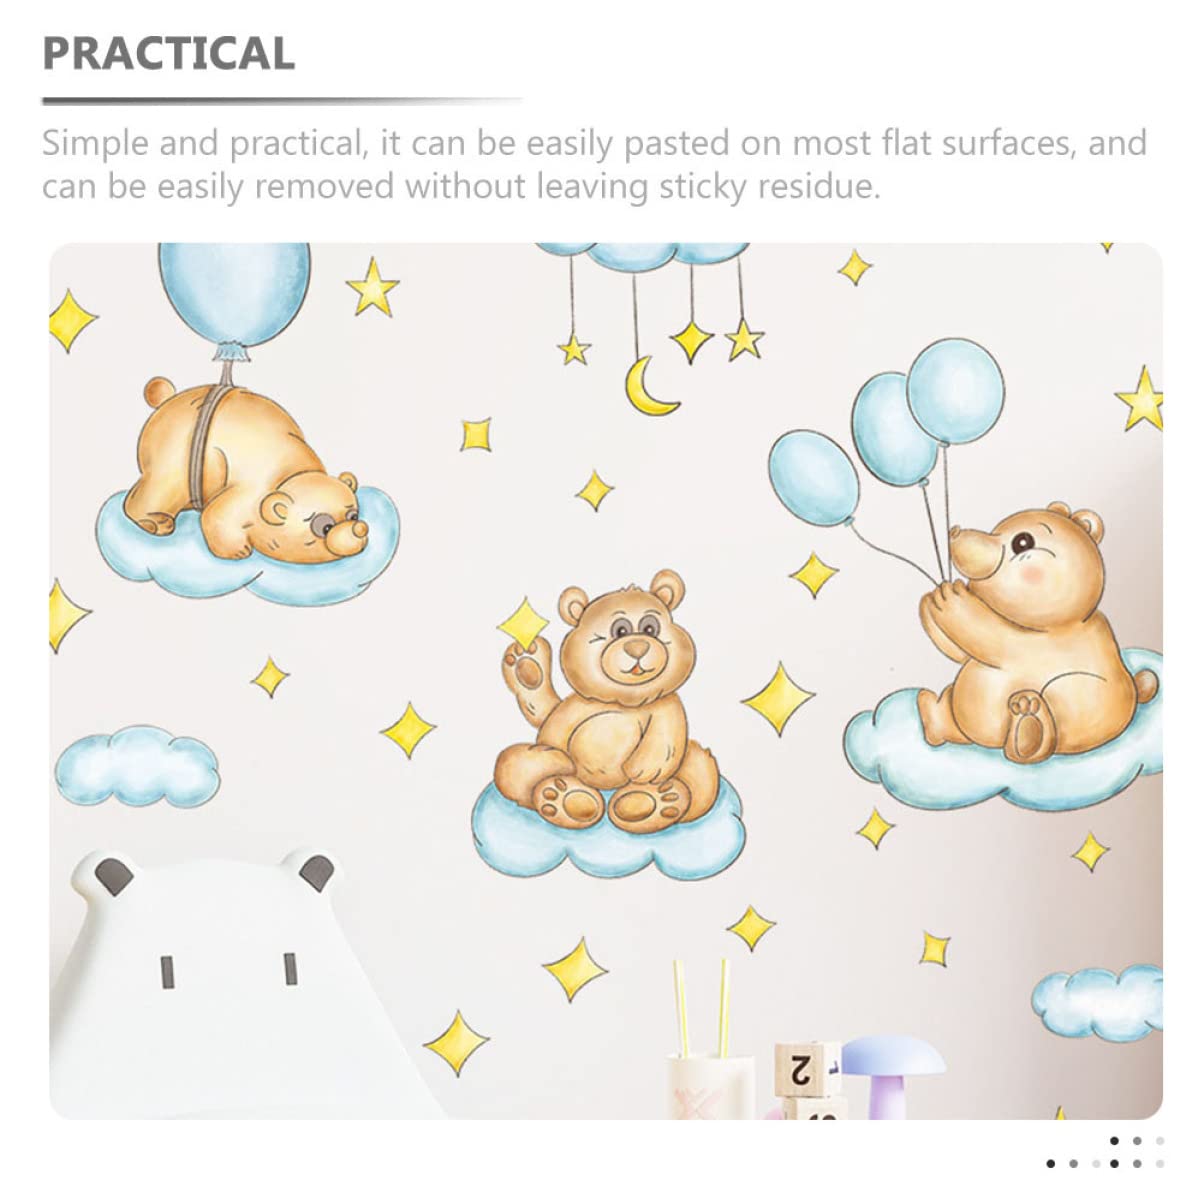 PRACTICAL
Simple and practical, it can be easily pasted on most flat surfaces, and
can be easily removed without leaving sticky residue.
2